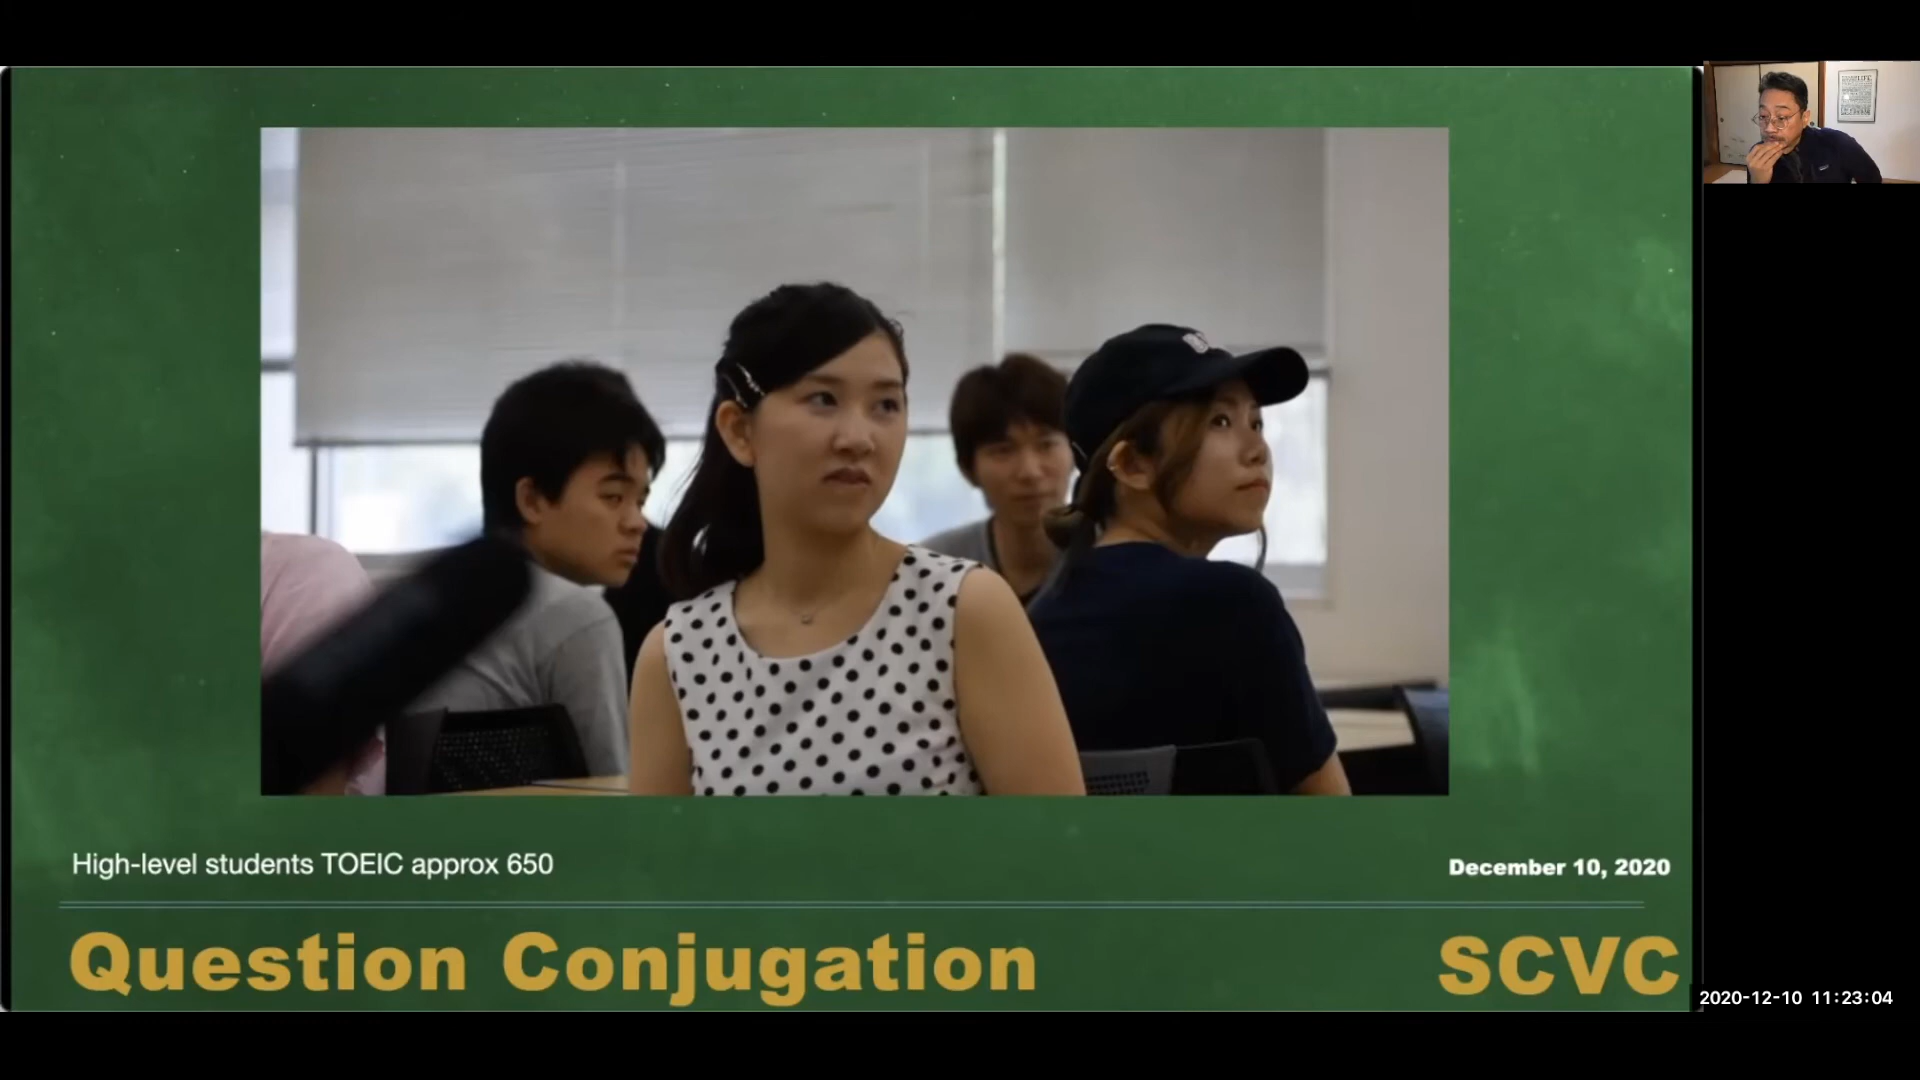 High-level students TOEIC approx 650
December 10, 2020
Question Conjugation
SCVC
2020-12-10 11:23:04